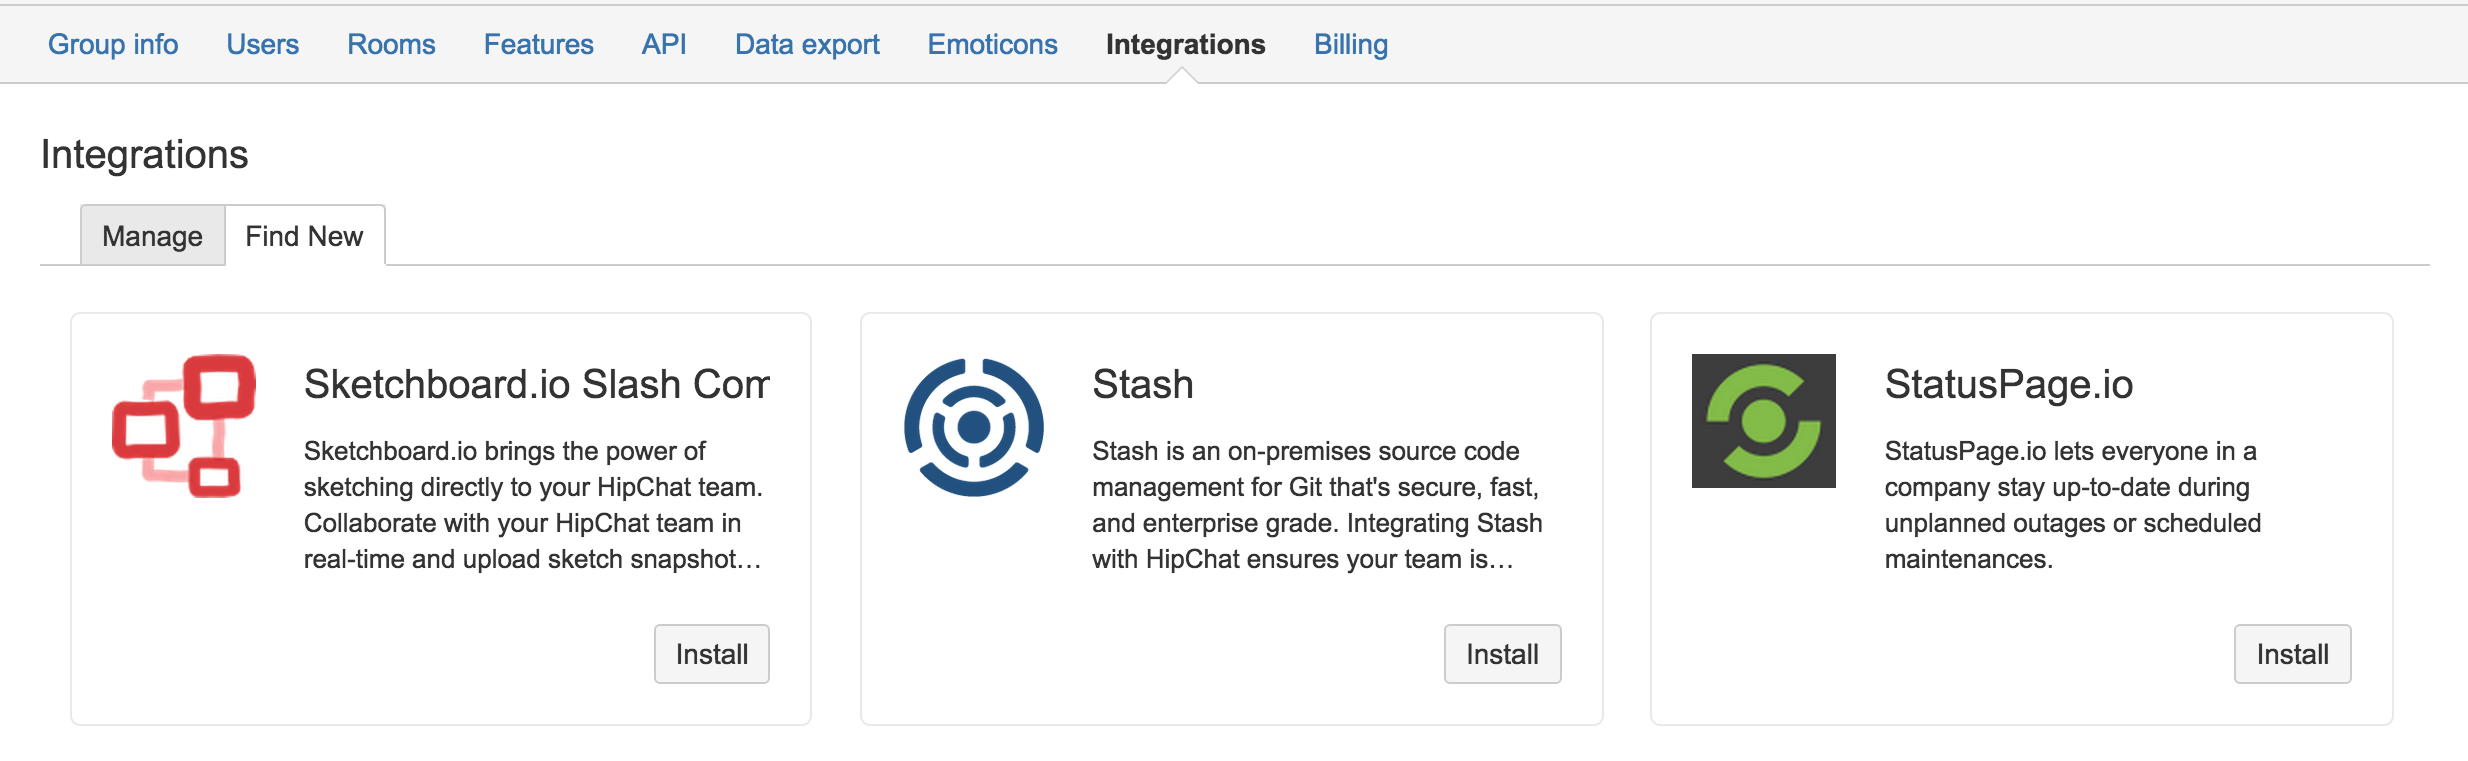 Group info Users Rooms Features API Data export Emoticons Integrations Billing
Integrations
Manage Find New
Sketchboard.io Slash Com
Sketchboard.io brings the power of
sketching directly to your HipChat team.
Collaborate with your HipChat team in
real-time and upload sketch snapshot…
Install
Stash
Stash is an on-premises source code
management for Git that's secure, fast,
and enterprise grade. Integrating Stash
with HipChat ensures your team is…
Install
StatusPage.io
StatusPage.io lets everyone in a
company stay up-to-date during
unplanned outages or scheduled
maintenances.
Install